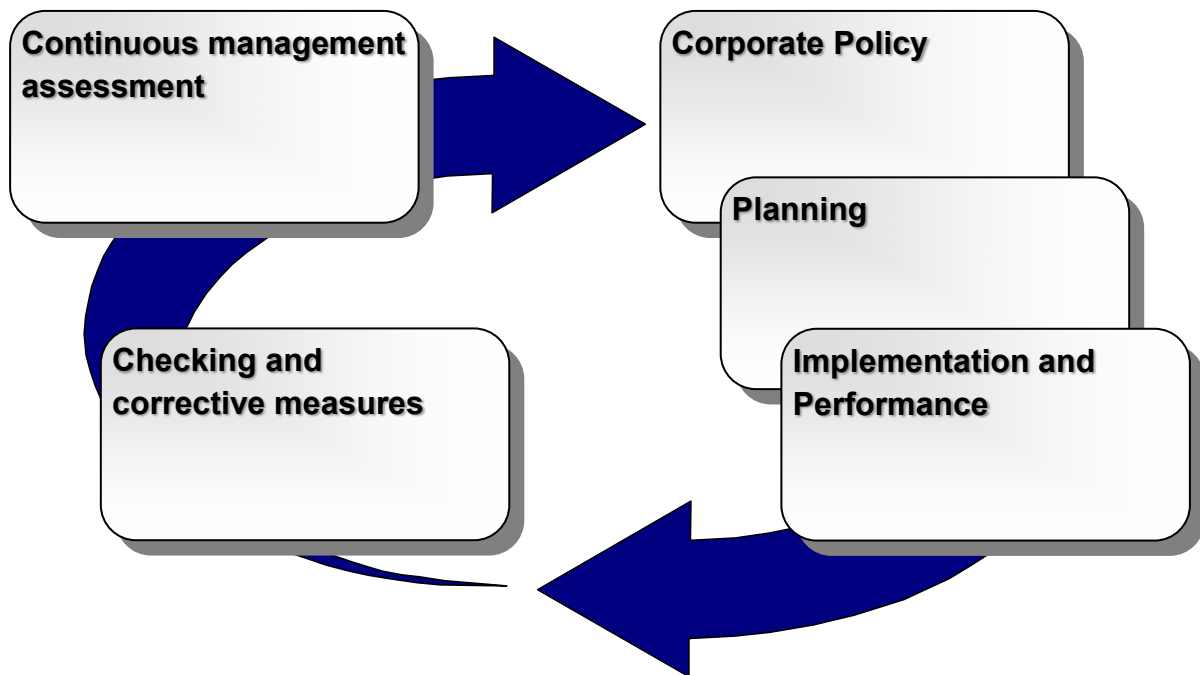 Continuous management
assessment
Corporate Policy
Planning
Checking and
corrective measures
Implementation and
Performance